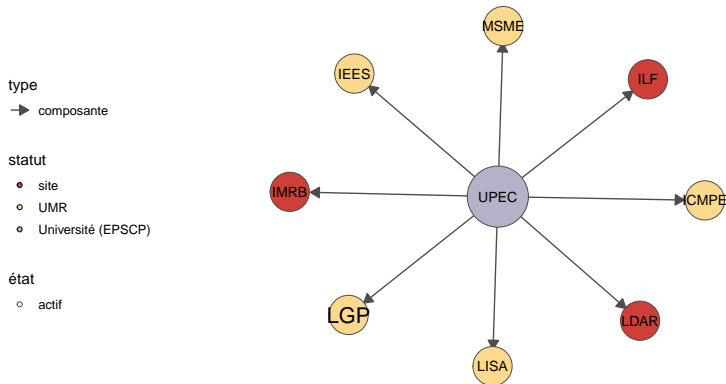 type
composante
statut
site
UMR
Université (EPSCP)
état
actif
MSME
IEES
ILF
IMRB
UPEC
ICMPE
LGP
LDAR
LISA